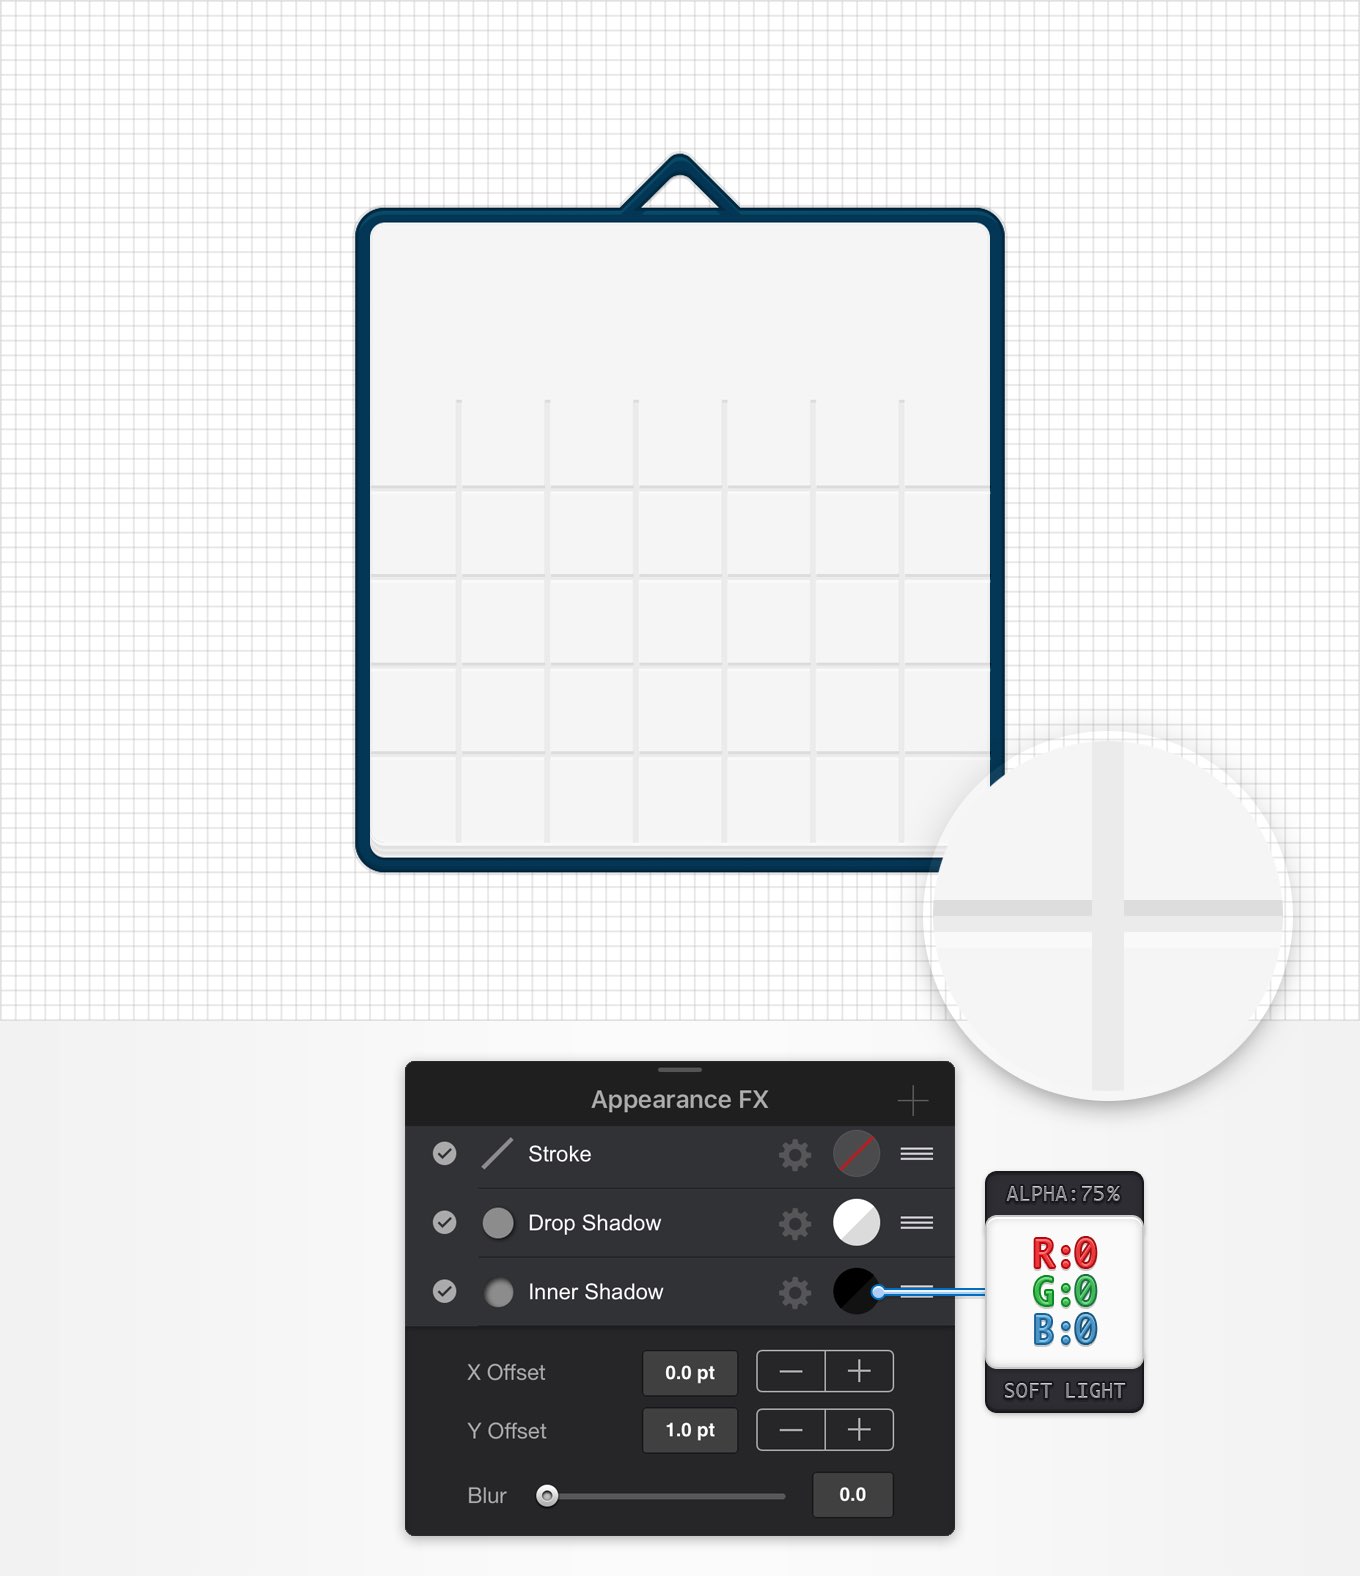 Appearance FX
Stroke
Drop Shadow
Inner Shadow
X Offset 0.0 pt
Y Offset 1.0 pt
Blur 0.0
ALPHA:75%
R:0
G:0
B:0
SOFT LIGHT